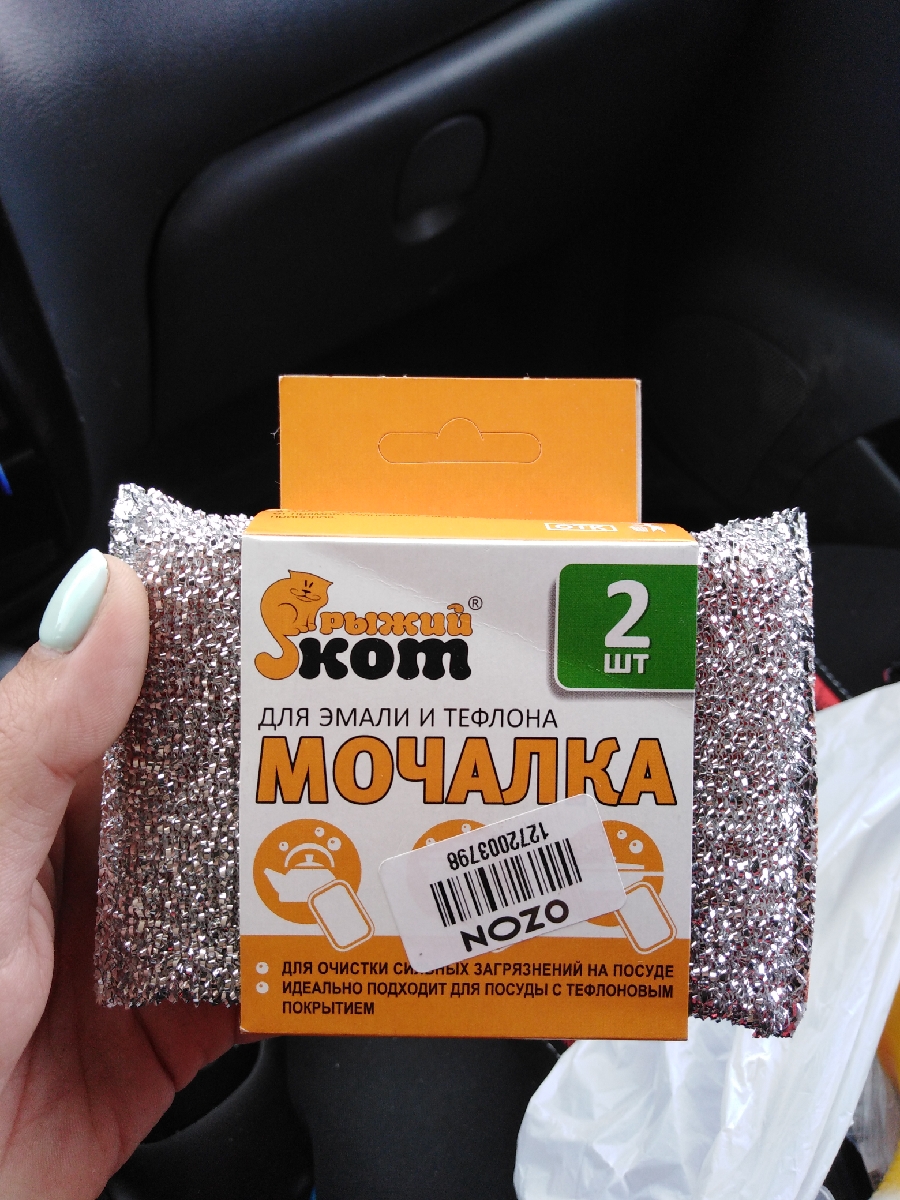 ОТК
РЫЖИЙ®
КОТ
2
ШТ
ДЛЯ ЭМАЛИ И ТЕФЛОНА
МОЧАЛКА
1272003798
OZON
ДЛЯ ОЧИСТКИ СИЛЬНЫХ ЗАГРЯЗНЕНИЙ НА ПОСУДЕ
ИДЕАЛЬНО ПОДХОДИТ ДЛЯ ПОСУДЫ С ТЕФЛОНОВЫМ
ПОКРЫТИЕМ